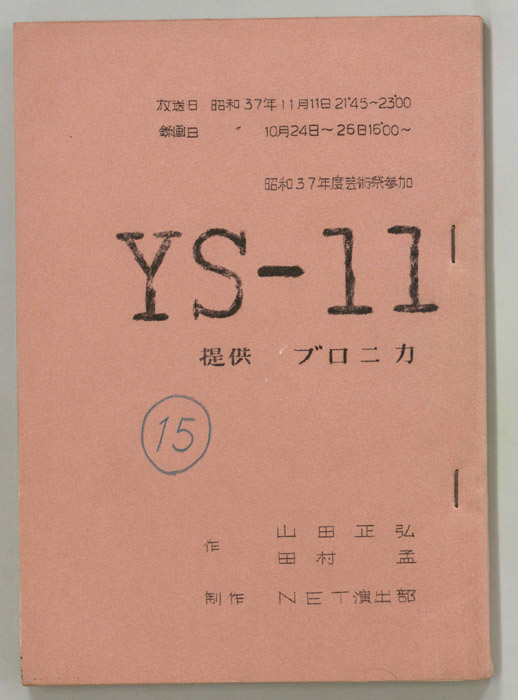 放送日 昭和37年11月11日21′45~23′00
録画日 10月24日~26日16′00~
昭和37年度芸術祭参加
YS-11
提供 ブロニカ
15
作 山田正弘
田村孟
制作 NET演出部